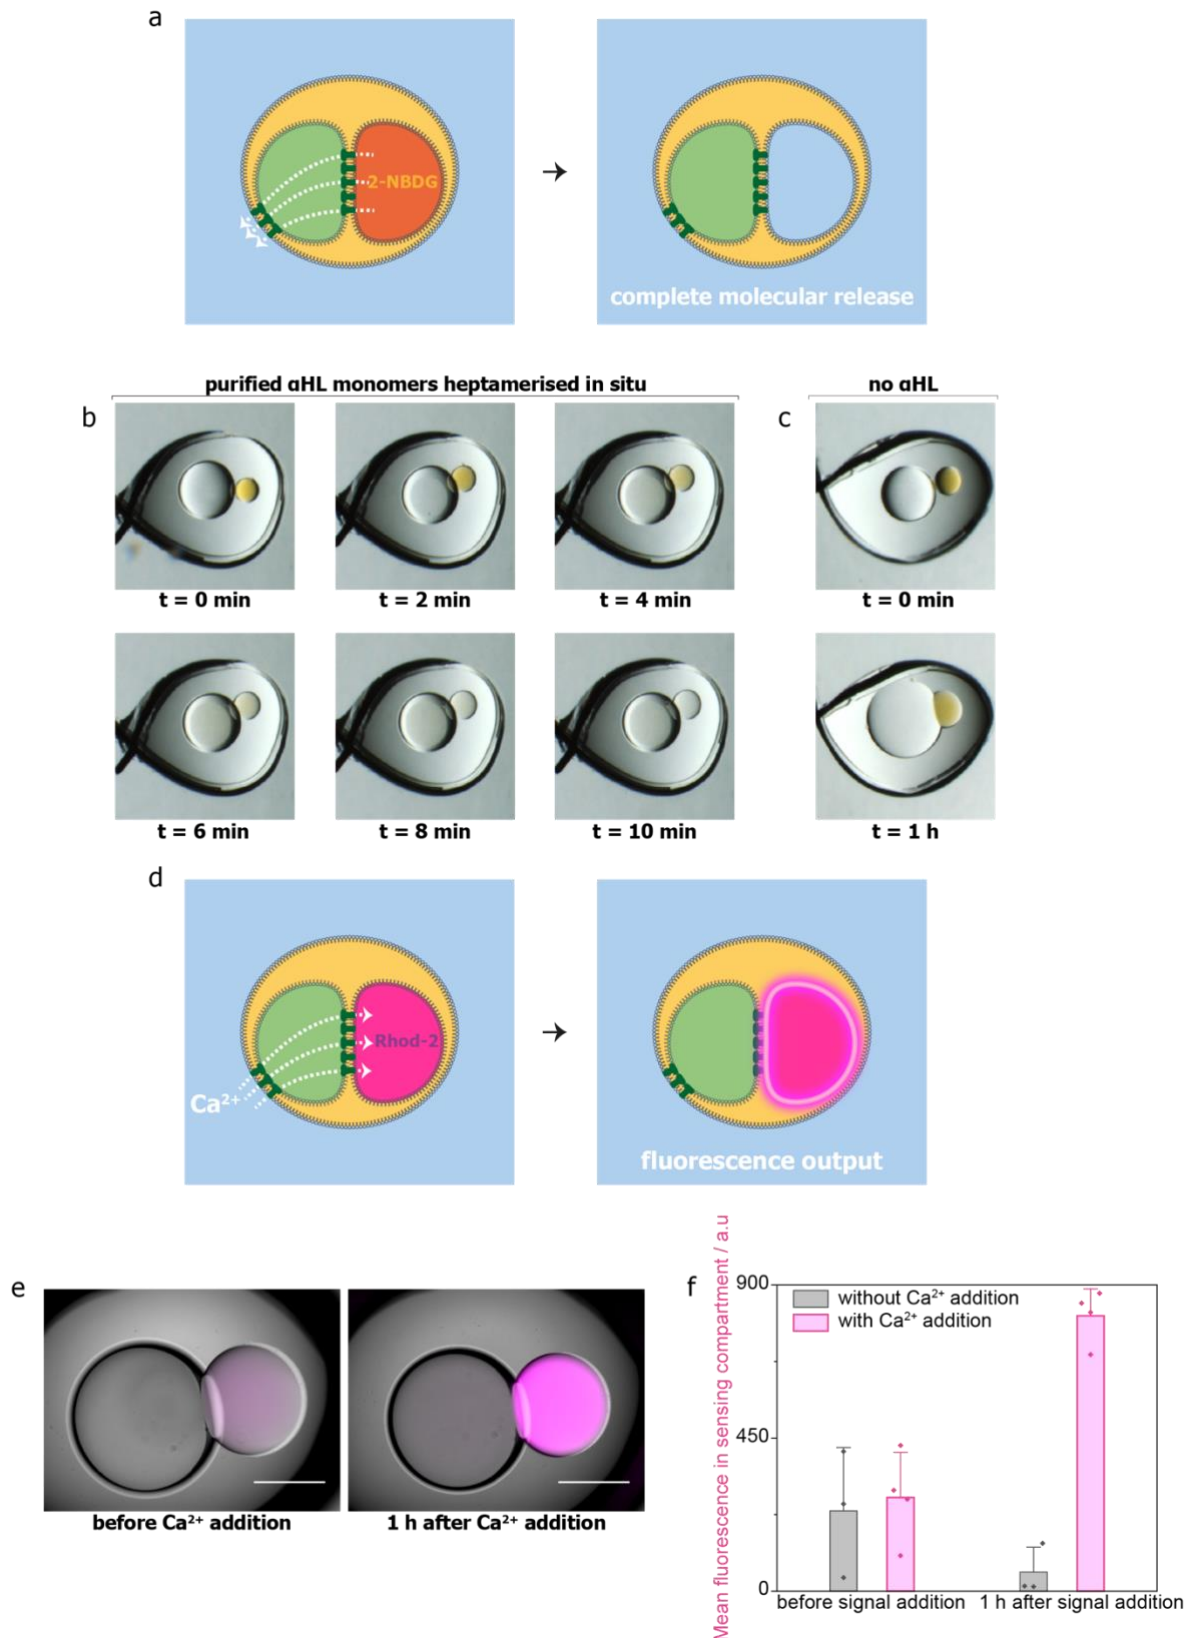 a
2-NBDG
complete molecular release
purified αHL monomers heptamerised in situ
no αHL
b
c
t = 0 min
t = 2 min
t = 4 min
t = 0 min
t = 6 min
t = 8 min
t = 10 min
t = 1 h
d
Rhod-2
Ca²⁺
fluorescence output
e
before Ca²⁺ addition
1 h after Ca²⁺ addition
f
Mean fluorescence in sensing compartment / a.u
900
450
0
without Ca²⁺ addition
with Ca²⁺ addition
before signal addition
1 h after signal addition